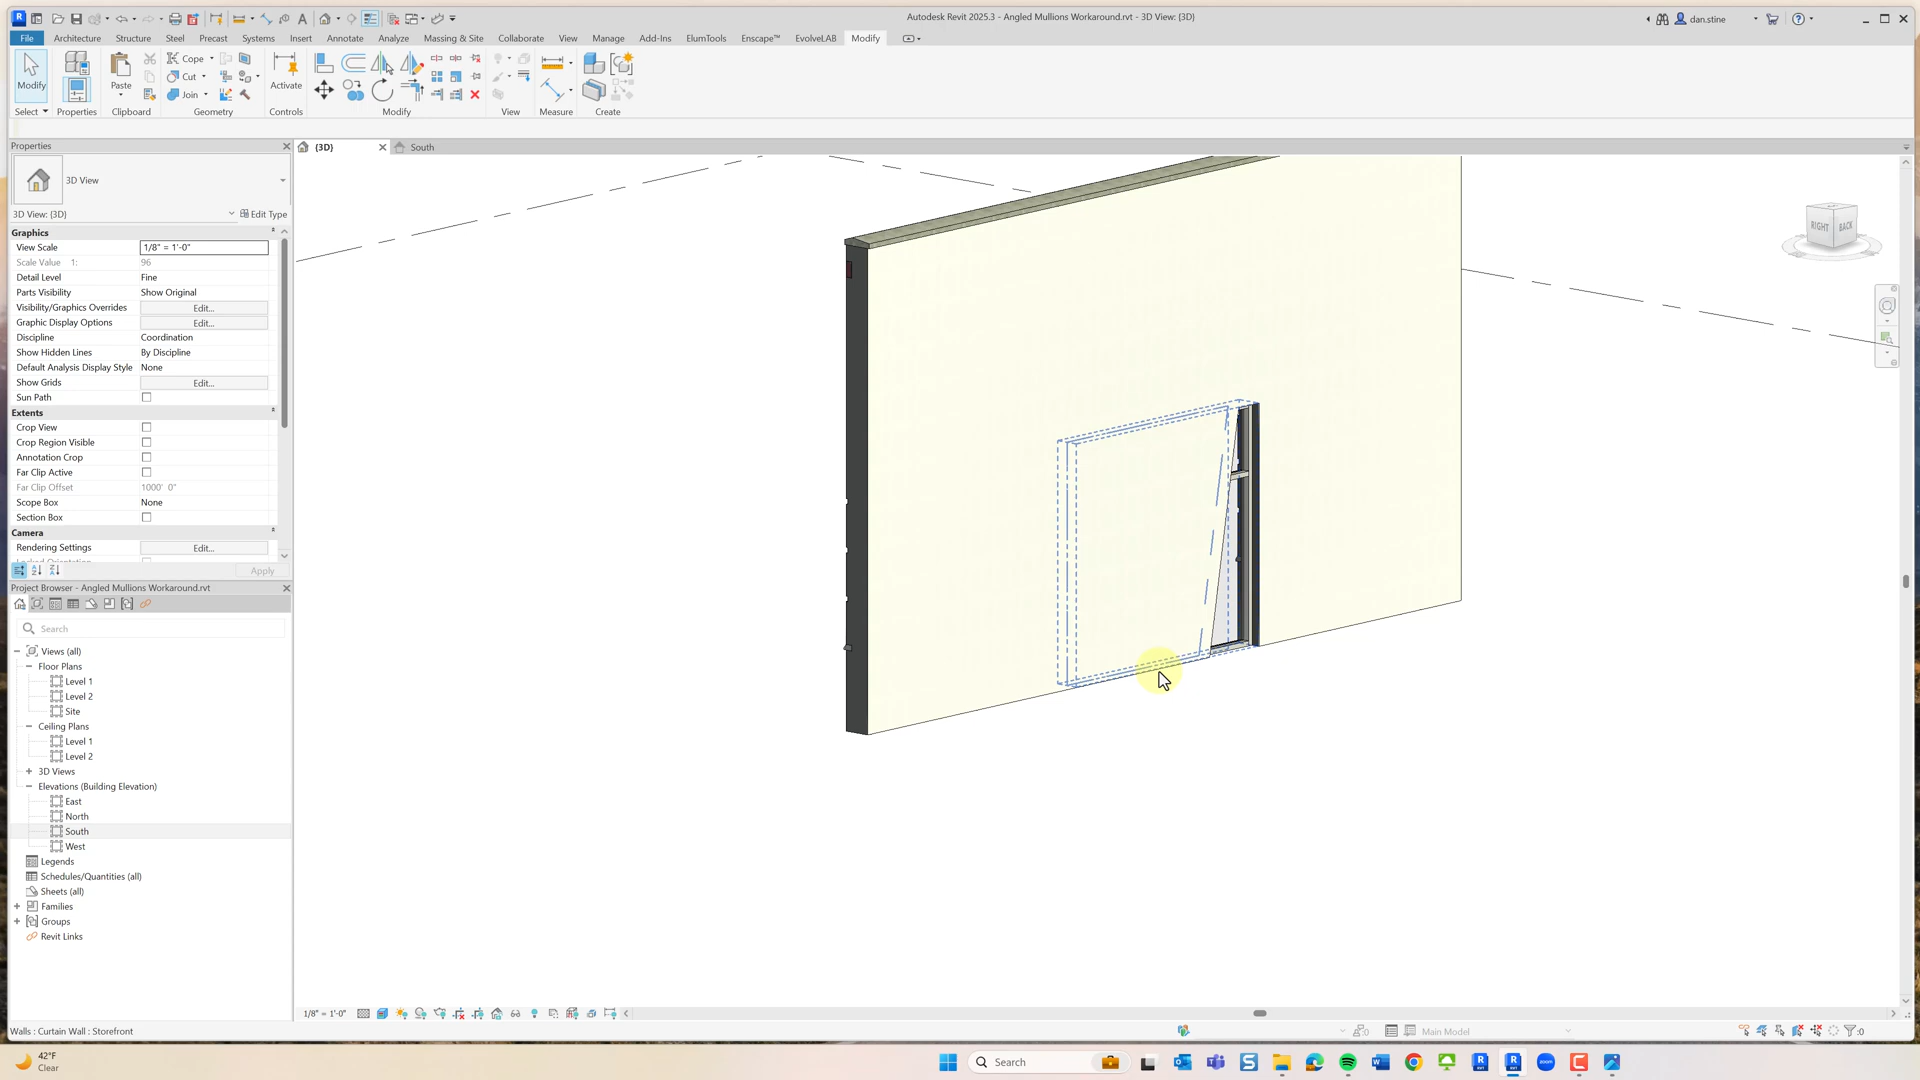 Autodesk Revit 2025.3 - Angled Mullions Workaround.rvt - 3D View: {3D}
dan.stine
File Architecture Structure Steel Precast Systems Insert Annotate Analyze Massing & Site Collaborate View Manage Add-Ins ElumTools Enscape™ EvolveLAB Modify
Cope
Cut
Join
Modify
Paste
Activate
Select Properties Clipboard Geometry Controls Modify View Measure Create
Properties
{3D}
South
3D View
3D View: {3D}
Edit Type
Graphics
View Scale 1/8" = 1'-0"
Scale Value 1: 96
Detail Level Fine
Parts Visibility Show Original
Visibility/Graphics Overrides Edit...
Graphic Display Options Edit...
Discipline Coordination
Show Hidden Lines By Discipline
Default Analysis Display Style None
Show Grids Edit...
Sun Path
Extents
Crop View
Crop Region Visible
Annotation Crop
Far Clip Active
Far Clip Offset 1000' 0"
Scope Box None
Section Box
Camera
Rendering Settings Edit...
Apply
Project Browser - Angled Mullions Workaround.rvt
Search
Views (all)
Floor Plans
Level 1
Level 2
Site
Ceiling Plans
Level 1
Level 2
3D Views
Elevations (Building Elevation)
East
North
South
West
Legends
Schedules/Quantities (all)
Sheets (all)
Families
Groups
Revit Links
RIGHT BACK
1/8" = 1'-0"
Walls : Curtain Wall : Storefront
:0 Main Model :0
42°F
Clear
Search